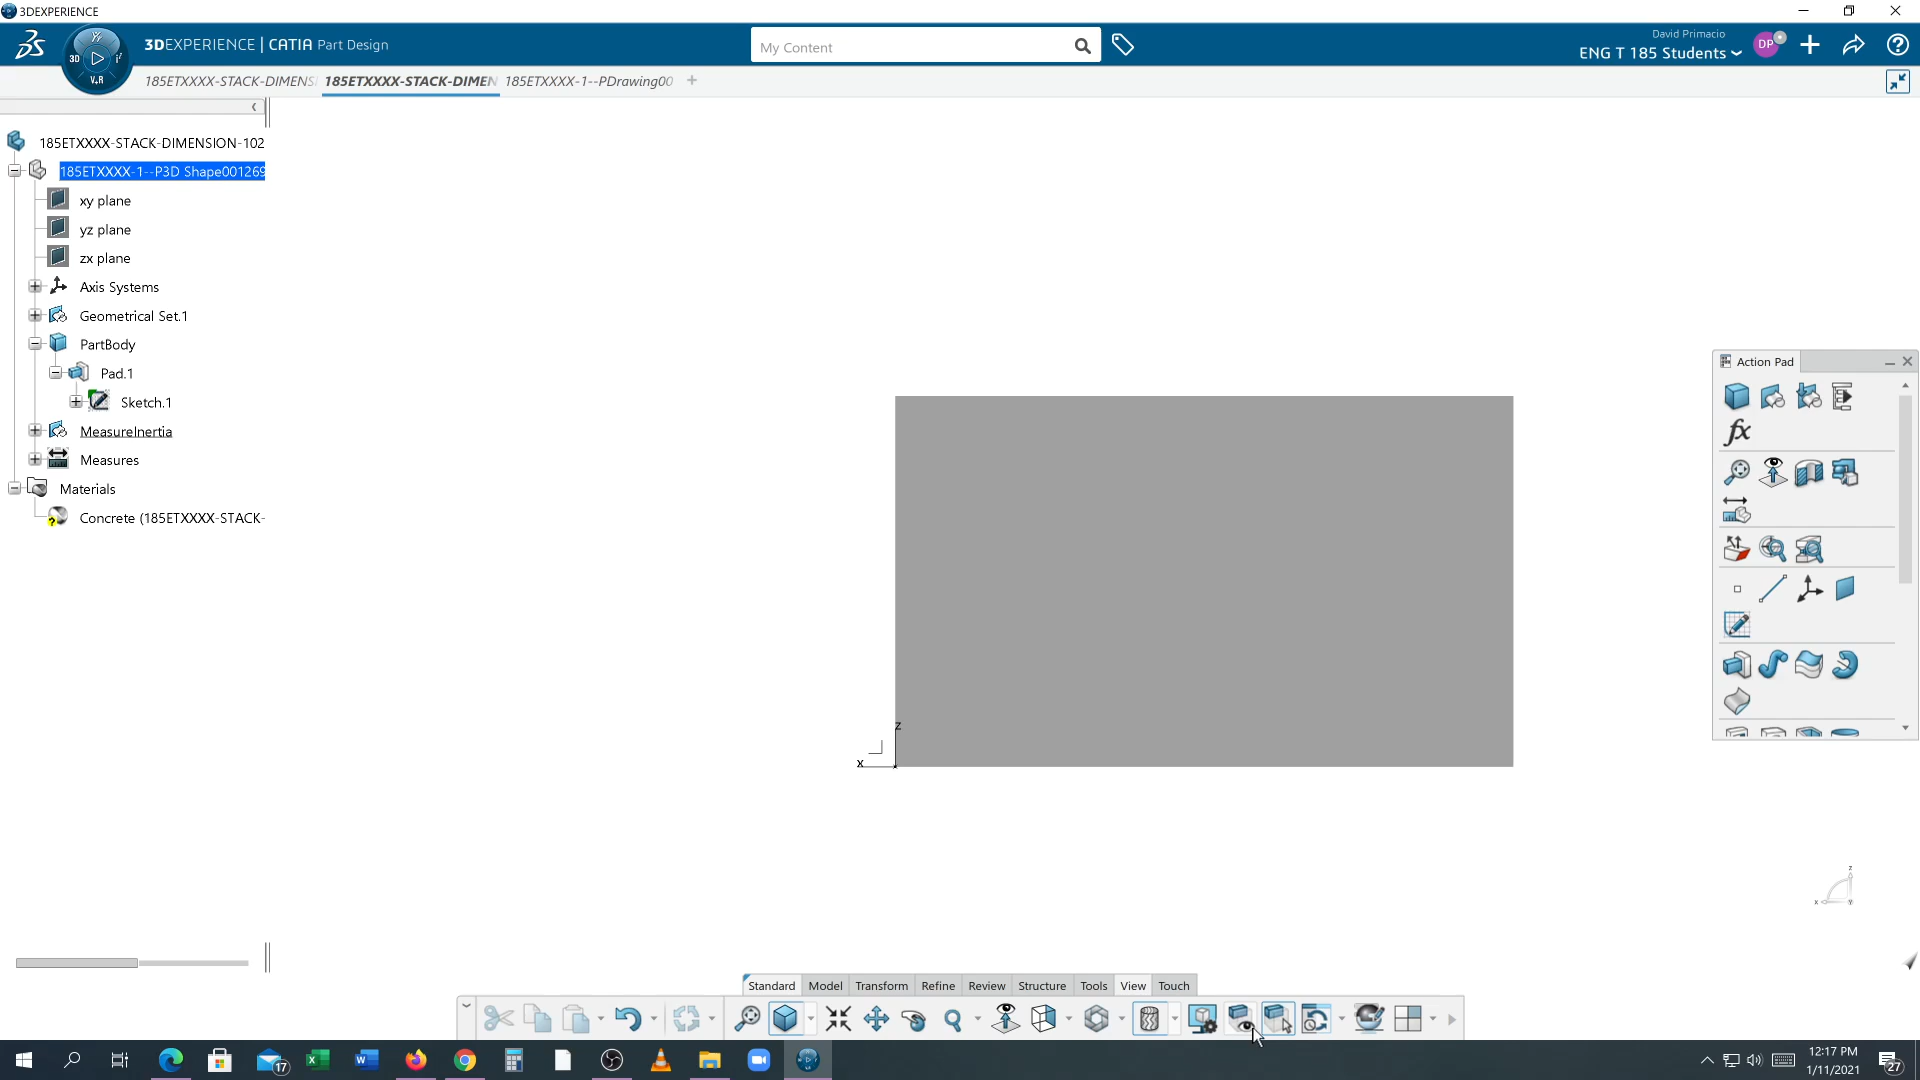 3DEXPERIENCE
3DEXPERIENCE | CATIA Part Design
3D
V.R
My Content
David Primacio
ENG T 185 Students
DP
185ETXXXX-STACK-DIMENS
185ETXXXX-STACK-DIMEN
185ETXXXX-1--PDrawing00
185ETXXXX-STACK-DIMENSION-102
185ETXXXX-1--P3D Shape001269
xy plane
yz plane
zx plane
Axis Systems
Geometrical Set.1
PartBody
Pad.1
Sketch.1
MeasureInertia
Measures
Materials
Concrete (185ETXXXX-STACK-
Action Pad
fx
z
x
z
x
Y
Standard Model Transform Refine Review Structure Tools View Touch
17
12:17 PM
1/11/2021
27